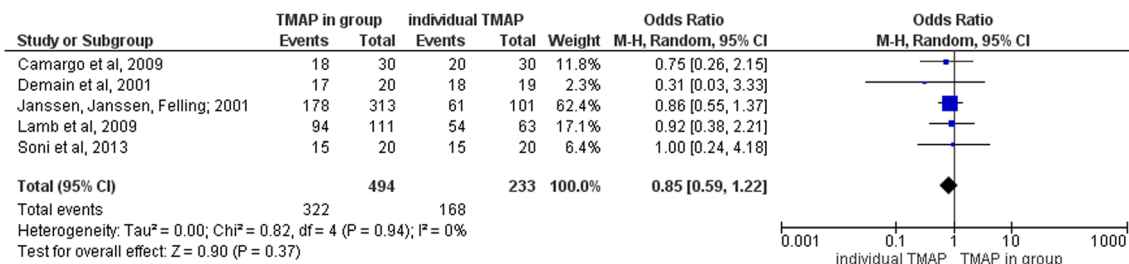 TMAP in group individual TMAP Odds Ratio Odds Ratio
Study or Subgroup Events Total Events Total Weight M-H, Random, 95% CI M-H, Random, 95% CI
Camargo et al, 2009 18 30 20 30 11.8% 0.75 [0.26, 2.15]
Demain et al, 2001 17 20 18 19 2.3% 0.31 [0.03, 3.33]
Janssen, Janssen, Felling; 2001 178 313 61 101 62.4% 0.86 [0.55, 1.37]
Lamb et al, 2009 94 111 54 63 17.1% 0.92 [0.38, 2.21]
Soni et al, 2013 15 20 15 20 6.4% 1.00 [0.24, 4.18]
Total (95% CI) 494 233 100.0% 0.85 [0.59, 1.22]
Total events 322 168
Heterogeneity: Tau² = 0.00; Chi² = 0.82, df = 4 (P = 0.94); I² = 0%
Test for overall effect: Z = 0.90 (P = 0.37)
0.001 0.1 1 10 1000
individual TMAP TMAP in group